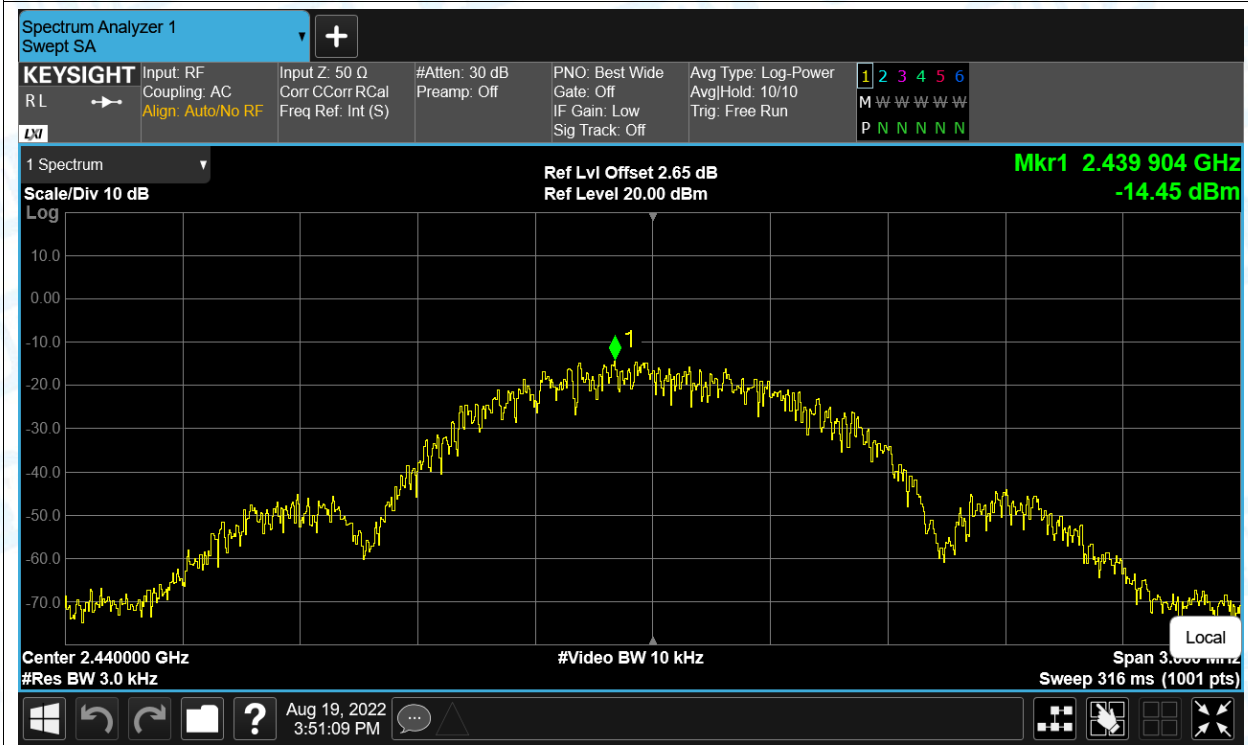 Spectrum Analyzer 1
Swept SA
KEYSIGHT
R L
LXI
Input: RF
Coupling: AC
Align: Auto/No RF
Input Z: 50 Ω
Corr CCorr RCal
Freq Ref: Int (S)
#Atten: 30 dB
Preamp: Off
PNO: Best Wide
Gate: Off
IF Gain: Low
Sig Track: Off
Avg Type: Log-Power
Avg|Hold: 10/10
Trig: Free Run
1 2 3 4 5 6
M W W W W W
P N N N N N
1 Spectrum
Scale/Div 10 dB
Log
Ref Lvl Offset 2.65 dB
Ref Level 20.00 dBm
Mkr1 2.439 904 GHz
-14.45 dBm
10.0
0.00
-10.0
1
-20.0
-30.0
-40.0
-50.0
-60.0
-70.0
Local
Center 2.440000 GHz
#Video BW 10 kHz
Span
#Res BW 3.0 kHz
Sweep 316 ms (1001 pts)
?
Aug 19, 2022
3:51:09 PM